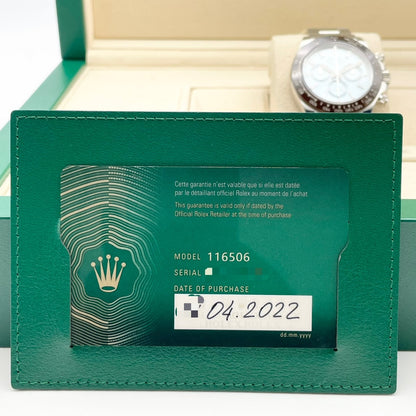 Cette garantie n'est valable que si elle est datée
par le détaillant officiel Rolex au moment de l'achat
This guarantee is valid only if dated by the
Official Rolex Retailer at the time of purchase
MODEL 116506
SERIAL
DATE OF PURCHASE
04.2022
dd.mm.yyyy